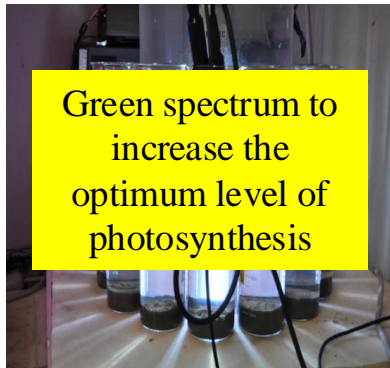 Green spectrum to
increase the
optimum level of
photosynthesis